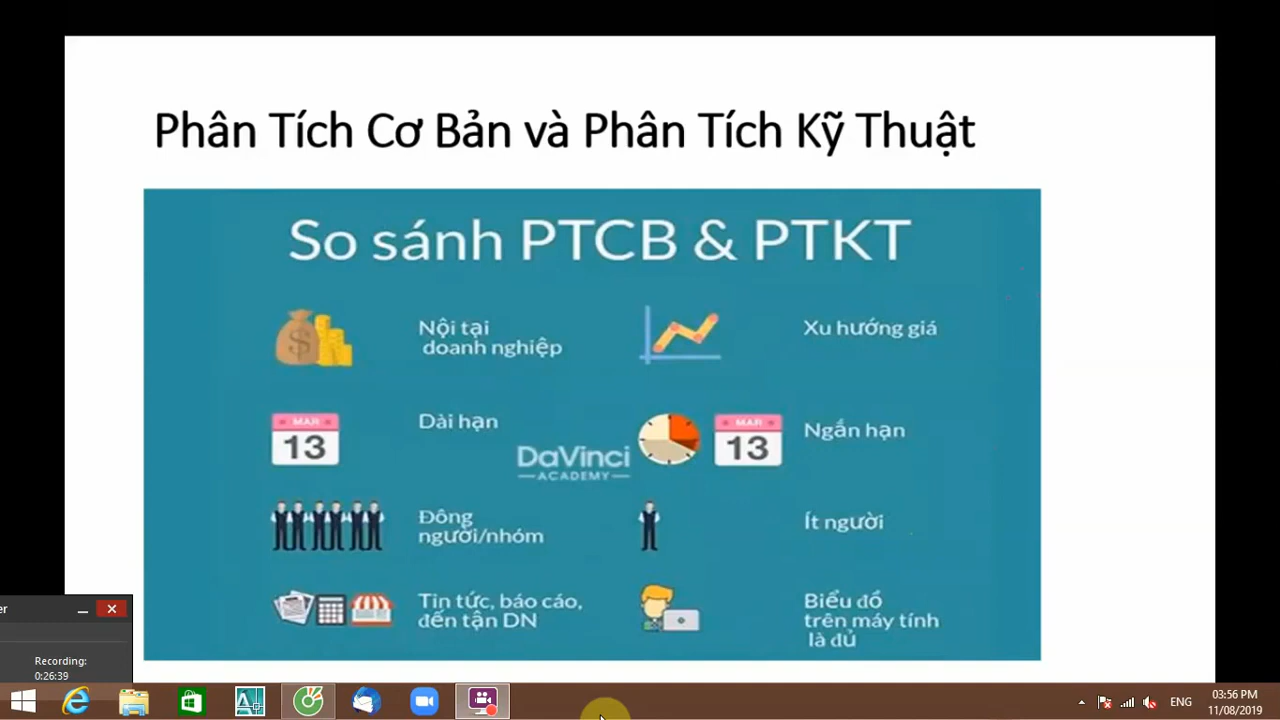 Phân Tích Cơ Bản và Phân Tích Kỹ Thuật
So sánh PTCB & PTKT
Nội tại
doanh nghiệp
Xu hướng giá
MAR
13
Dài hạn
MAR
13
Ngắn hạn
DaVinci
ACADEMY
Đông
người/nhóm
Ít người
Tin tức, báo cáo,
đến tận DN
Biểu đồ
trên máy tính
là đủ
er
Recording:
0:26:39
ENG
03:56 PM
11/08/2019